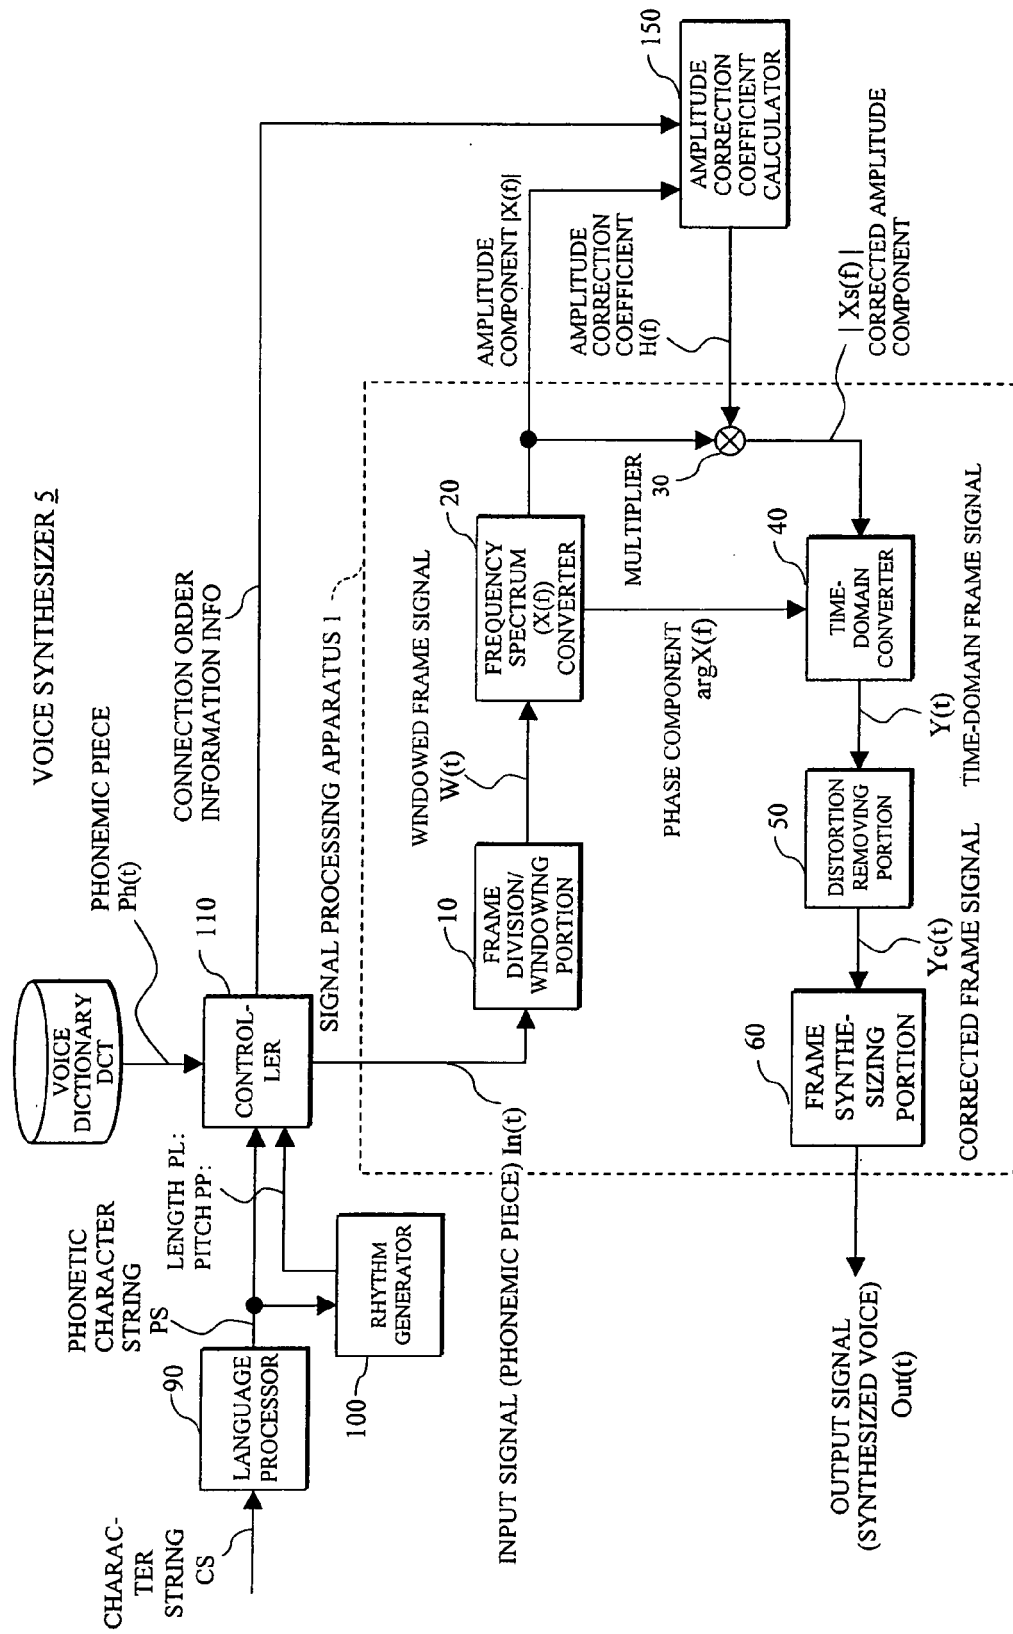 VOICE SYNTHESIZER 5
CHARAC-
TER
STRING
CS
90
LANGUAGE
PROCESSOR
PHONETIC
CHARACTER
STRING
PS
100
RHYTHM
GENERATOR
LENGTH PL:
PITCH PP:
VOICE
DICTIONARY
DCT
PHONEMIC PIECE
Ph(t)
110
CONTROL-
LER
CONNECTION ORDER
INFORMATION INFO
SIGNAL PROCESSING APPARATUS 1
INPUT SIGNAL (PHONEMIC PIECE) In(t)
10
FRAME
DIVISION/
WINDOWING
PORTION
WINDOWED FRAME SIGNAL
W(t)
20
FREQUENCY
SPECTRUM
(X(f))
CONVERTER
AMPLITUDE
COMPONENT |X(f)|
AMPLITUDE
CORRECTION
COEFFICIENT
H(f)
150
AMPLITUDE
CORRECTION
COEFFICIENT
CALCULATOR
MULTIPLIER
30
| Xs(f) |
CORRECTED AMPLITUDE
COMPONENT
PHASE COMPONENT
argX(f)
40
TIME-
DOMAIN
CONVERTER
Y(t)
TIME-DOMAIN FRAME SIGNAL
50
DISTORTION
REMOVING
PORTION
Yc(t)
CORRECTED FRAME SIGNAL
60
FRAME
SYNTHE-
SIZING
PORTION
OUTPUT SIGNAL
(SYNTHESIZED VOICE)
Out(t)